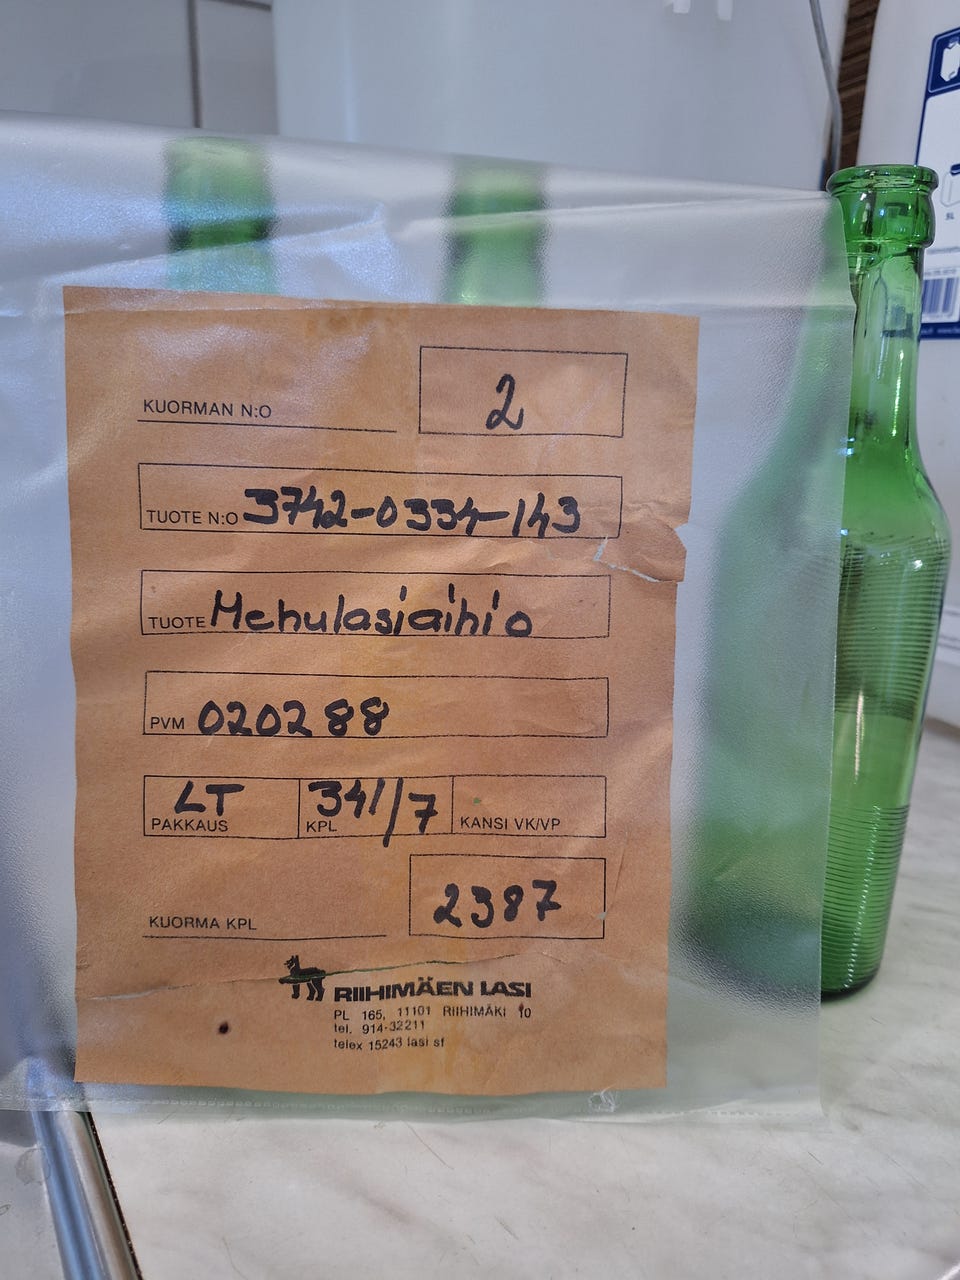 KUORMAN N:O 2
TUOTE N:O 3742-0334-143
TUOTE Mehulasiaihio
PVM 020288
LT 341//7
PAKKAUS KPL KANSI VK/VP
KUORMA KPL 2387
RIIHIMÄEN LASI
PL 165, 11101 RIIHIMÄKI 10
tel. 914-32211
telex 15243 lasi sf
5L